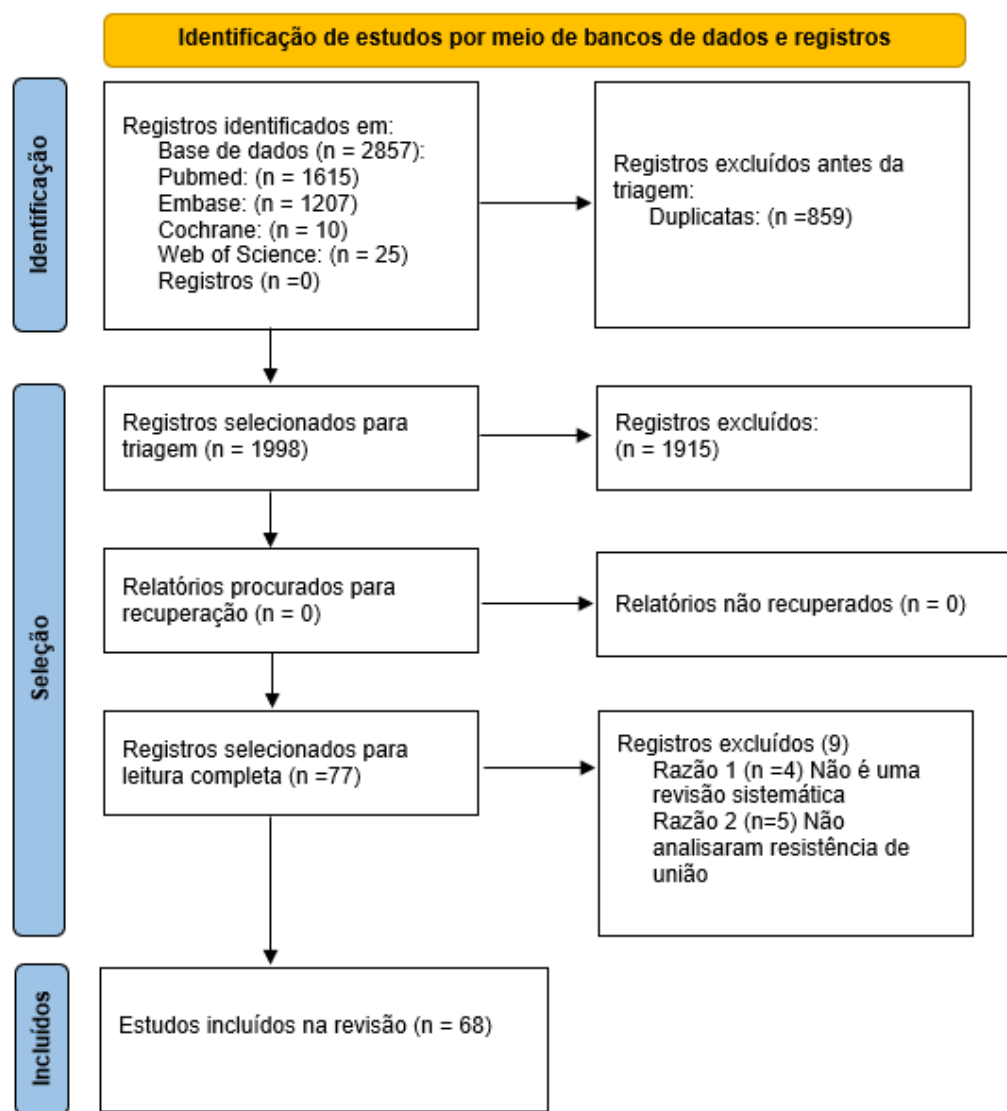 Identificação de estudos por meio de bancos de dados e registros
Identificação
Registros identificados em:
Base de dados (n = 2857):
Pubmed: (n = 1615)
Embase: (n = 1207)
Cochrane: (n = 10)
Web of Science: (n = 25)
Registros (n =0)
Registros excluídos antes da
triagem:
Duplicatas: (n =859)
Seleção
Registros selecionados para
triagem (n = 1998)
Registros excluídos:
(n = 1915)
Relatórios procurados para
recuperação (n = 0)
Relatórios não recuperados (n = 0)
Registros selecionados para
leitura completa (n =77)
Registros excluídos (9)
Razão 1 (n =4) Não é uma
revisão sistemática
Razão 2 (n=5) Não
analisaram resistência de
união
Incluídos
Estudos incluídos na revisão (n = 68)